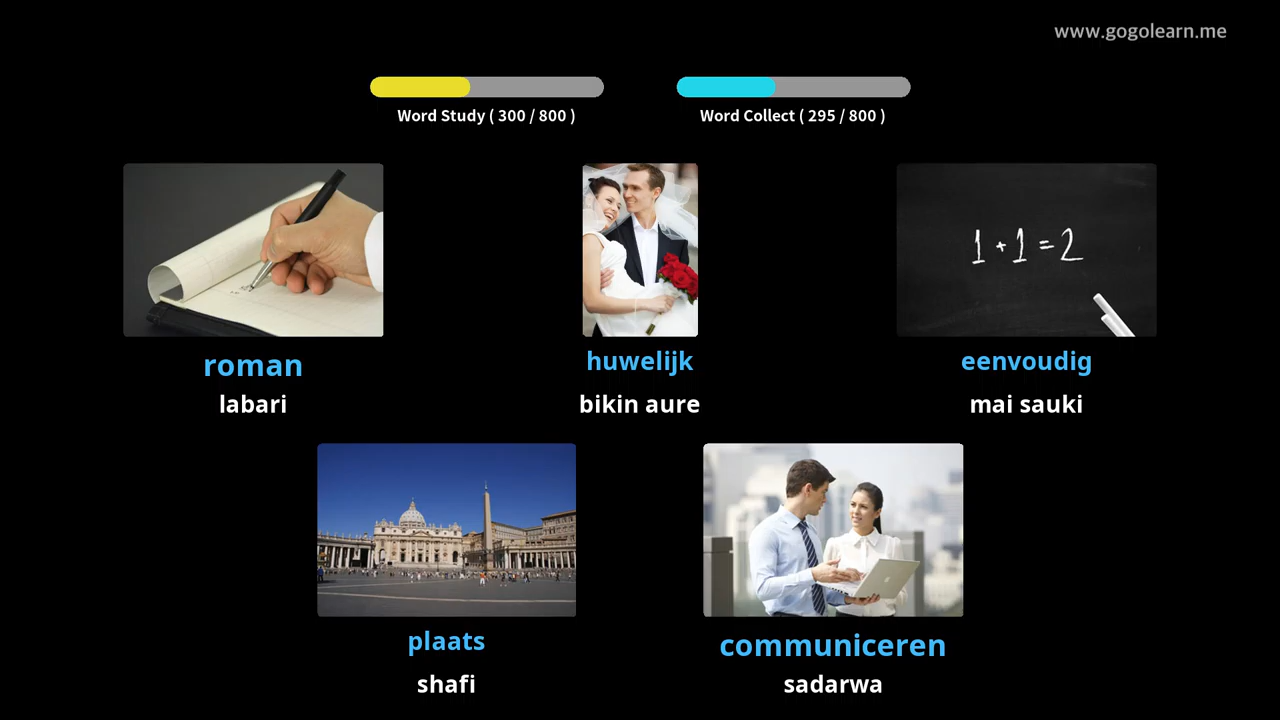 www.gogolearn.me
Word Study ( 300 / 800 )
Word Collect ( 295 / 800 )
1 + 1 = 2
roman
labari
huwelijk
bikin aure
eenvoudig
mai sauki
plaats
shafi
communiceren
sadarwa